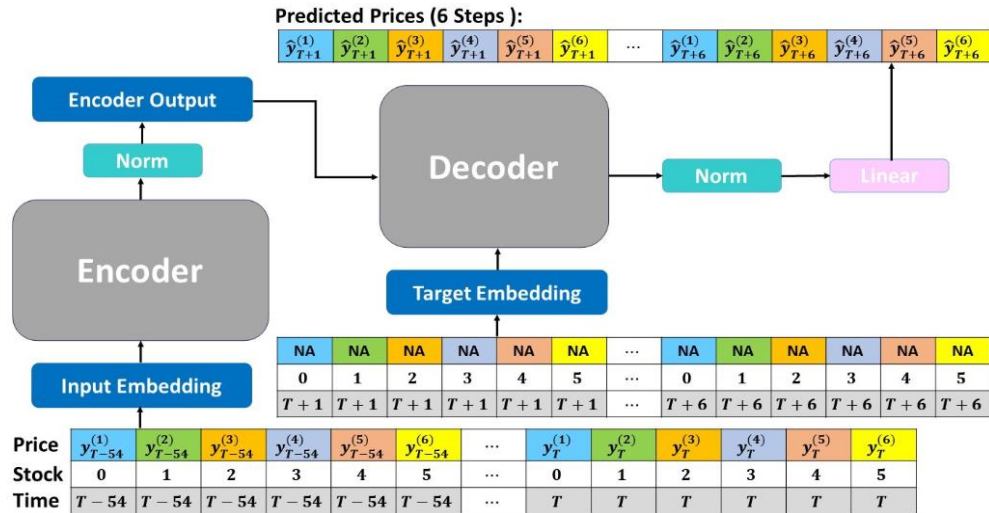 Predicted Prices (6 Steps ):
ŷ_{T+1}^{(1)} ŷ_{T+1}^{(2)} ŷ_{T+1}^{(3)} ŷ_{T+1}^{(4)} ŷ_{T+1}^{(5)} ŷ_{T+1}^{(6)} ... ŷ_{T+6}^{(1)} ŷ_{T+6}^{(2)} ŷ_{T+6}^{(3)} ŷ_{T+6}^{(4)} ŷ_{T+6}^{(5)} ŷ_{T+6}^{(6)}
Encoder Output
Norm
Decoder
Norm
Linear
Encoder
Target Embedding
NA NA NA NA NA NA ... NA NA NA NA NA NA
0 1 2 3 4 5 ... 0 1 2 3 4 5
T + 1 T + 1 T + 1 T + 1 T + 1 T + 1 ... T + 6 T + 6 T + 6 T + 6 T + 6 T + 6
Input Embedding
Price y_{T-54}^{(1)} y_{T-54}^{(2)} y_{T-54}^{(3)} y_{T-54}^{(4)} y_{T-54}^{(5)} y_{T-54}^{(6)} ... y_T^{(1)} y_T^{(2)} y_T^{(3)} y_T^{(4)} y_T^{(5)} y_T^{(6)}
Stock 0 1 2 3 4 5 ... 0 1 2 3 4 5
Time T − 54 T − 54 T − 54 T − 54 T − 54 T − 54 ... T T T T T T